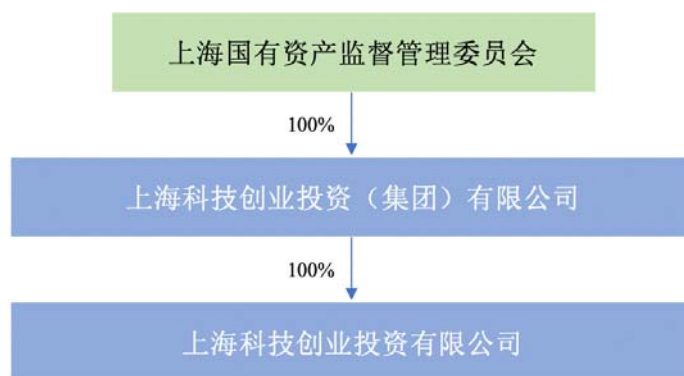 上海国有资产监督管理委员会
100%
上海科技创业投资（集团）有限公司
100%
上海科技创业投资有限公司